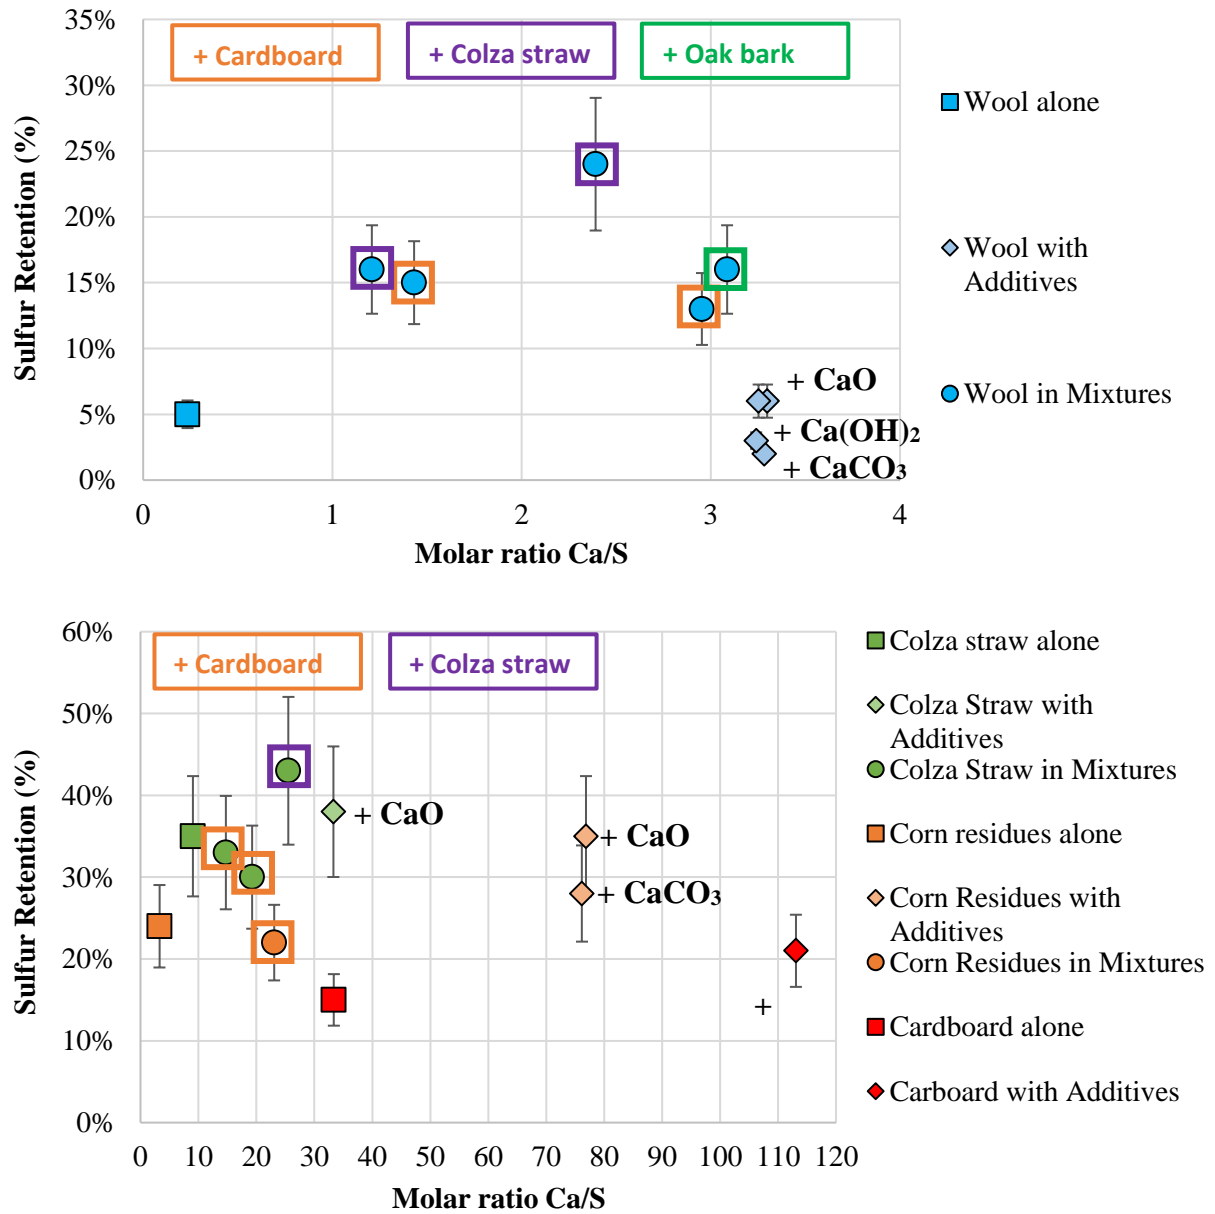 35%
30%
25%
20%
15%
10%
5%
0%
Sulfur Retention (%)
+ Cardboard
+ Colza straw
+ Oak bark
+ CaO
+ Ca(OH)₂
+ CaCO₃
0 1 2 3 4
Molar ratio Ca/S
Wool alone
Wool with
Additives
Wool in Mixtures
60%
50%
40%
30%
20%
10%
0%
Sulfur Retention (%)
+ Cardboard
+ Colza straw
+ CaO
+ CaO
+ CaCO₃
+
0 10 20 30 40 50 60 70 80 90 100 110 120
Molar ratio Ca/S
Colza straw alone
Colza Straw with
Additives
Colza Straw in Mixtures
Corn residues alone
Corn Residues with
Additives
Corn Residues in Mixtures
Cardboard alone
Carboard with Additives